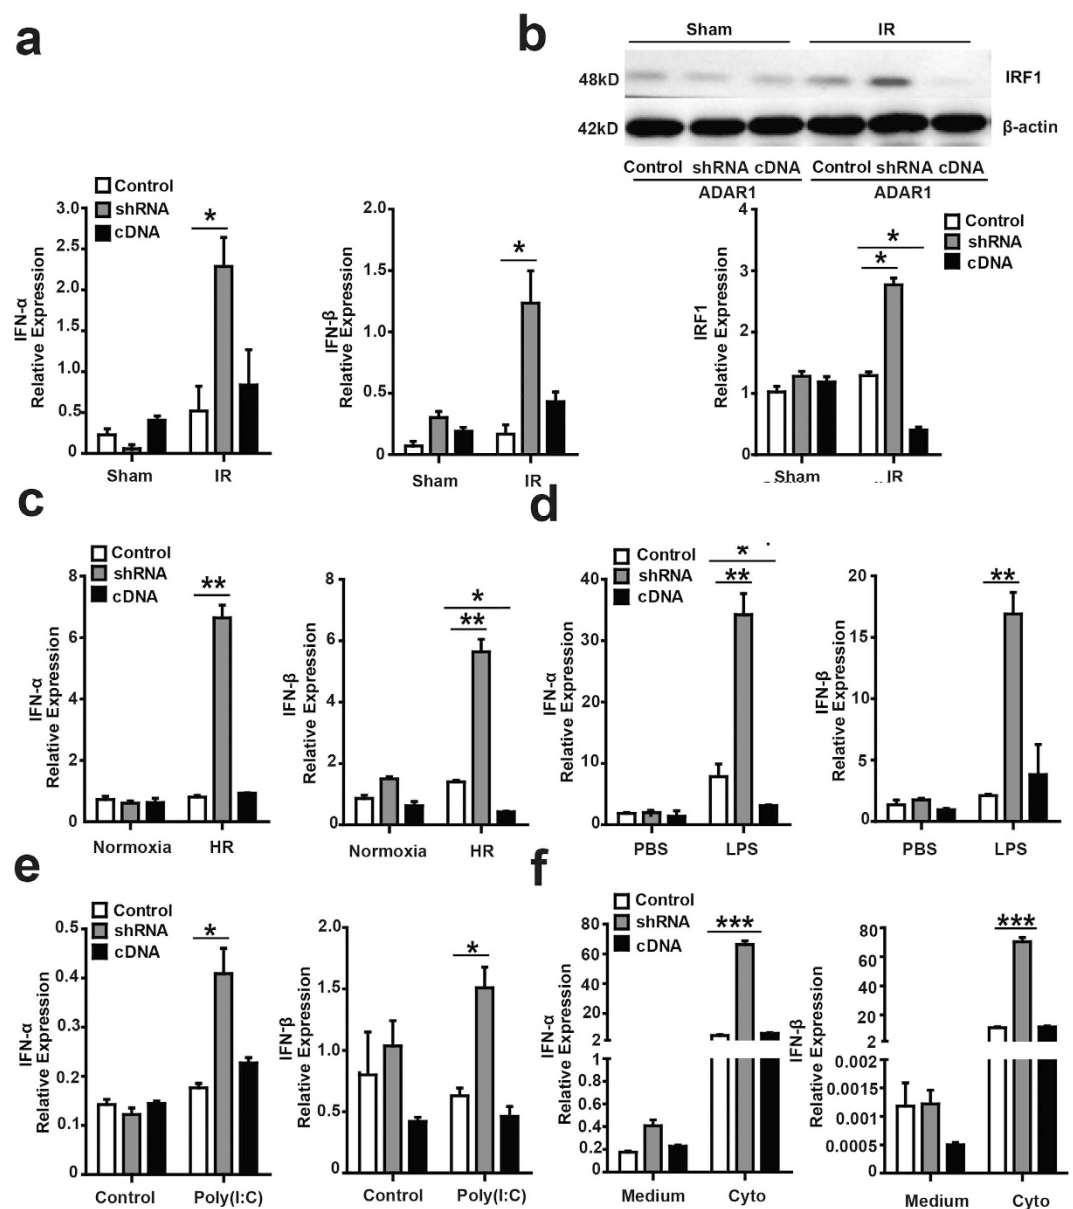 a
Control
shRNA
cDNA
IFN-α
Relative Expression
3.0
2.5
2.0
1.5
1.0
0.5
0
*
Sham
IR
IFN-β
Relative Expression
2.0
1.5
1.0
0.5
0
*
Sham
IR
b
Sham
IR
48kD
IRF1
42kD
β-actin
Control shRNA cDNA
ADAR1
Control shRNA cDNA
ADAR1
Control
shRNA
cDNA
IRF1
Relative Expression
4
3
2
1
0
*
*
Sham
IR
c
Control
shRNA
cDNA
IFN-α
Relative Expression
8
6
4
2
0
**
Normoxia
HR
IFN-β
Relative Expression
8
6
4
2
0
*
**
Normoxia
HR
d
Control
shRNA
cDNA
IFN-α
Relative Expression
40
30
20
10
0
*
**
PBS
LPS
IFN-β
Relative Expression
20
15
10
5
0
**
PBS
LPS
e
Control
shRNA
cDNA
IFN-α
Relative Expression
0.5
0.4
0.3
0.2
0.1
0
*
Control
Poly(I:C)
IFN-β
Relative Expression
2.0
1.5
1.0
0.5
0
*
Control
Poly(I:C)
f
Control
shRNA
cDNA
IFN-α
Relative Expression
80
60
40
20
2
1
0.8
0.6
0.4
0.2
0
***
Medium
Cyto
IFN-β
Relative Expression
80
60
40
20
2
0.002
0.0015
0.001
0.0005
0
***
Medium
Cyto